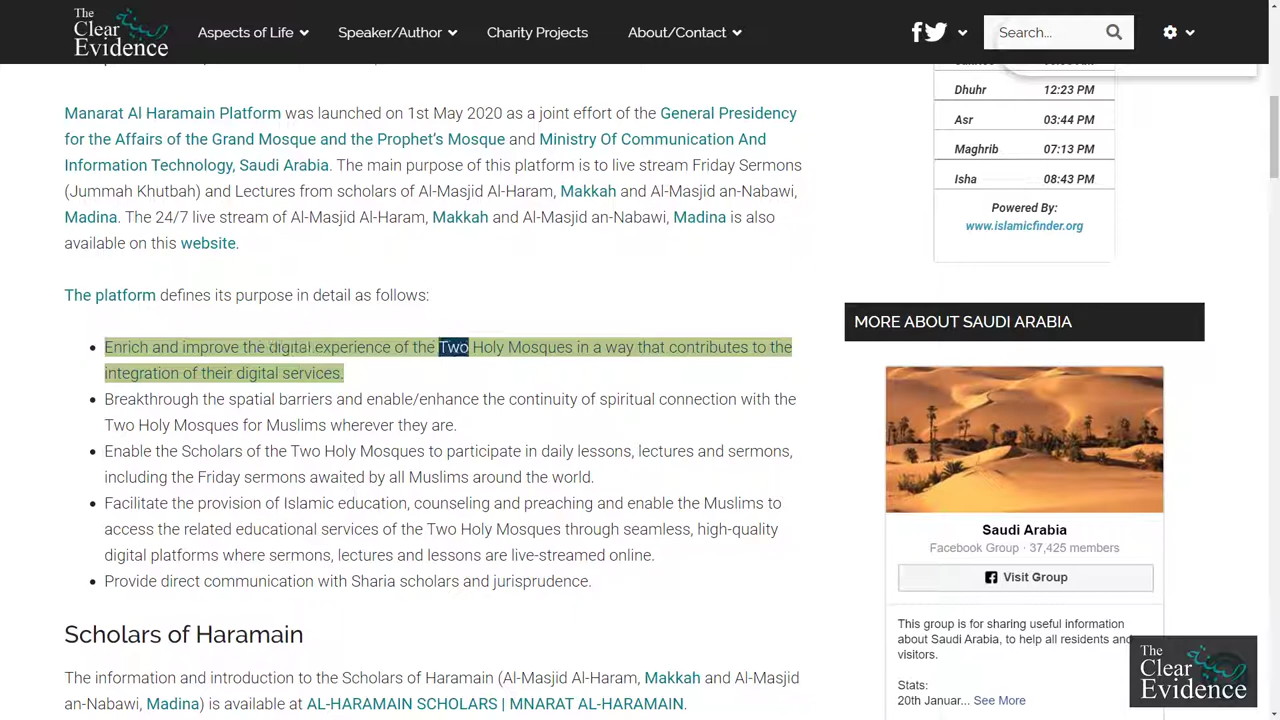 The Clear Evidence
Aspects of Life
Speaker/Author
Charity Projects
About/Contact
Search...
Manarat Al Haramain Platform was launched on 1st May 2020 as a joint effort of the General Presidency
for the Affairs of the Grand Mosque and the Prophet's Mosque and Ministry Of Communication And
Information Technology, Saudi Arabia. The main purpose of this platform is to live stream Friday Sermons
(Jummah Khutbah) and Lectures from scholars of Al-Masjid Al-Haram, Makkah and Al-Masjid an-Nabawi,
Madina. The 24/7 live stream of Al-Masjid Al-Haram, Makkah and Al-Masjid an-Nabawi, Madina is also
available on this website.
The platform defines its purpose in detail as follows:
• Enrich and improve the digital experience of the Two Holy Mosques in a way that contributes to the
integration of their digital services.
• Breakthrough the spatial barriers and enable/enhance the continuity of spiritual connection with the
Two Holy Mosques for Muslims wherever they are.
• Enable the Scholars of the Two Holy Mosques to participate in daily lessons, lectures and sermons,
including the Friday sermons awaited by all Muslims around the world.
• Facilitate the provision of Islamic education, counseling and preaching and enable the Muslims to
access the related educational services of the Two Holy Mosques through seamless, high-quality
digital platforms where sermons, lectures and lessons are live-streamed online.
• Provide direct communication with Sharia scholars and jurisprudence.
Scholars of Haramain
The information and introduction to the Scholars of Haramain (Al-Masjid Al-Haram, Makkah and Al-Masjid
an-Nabawi, Madina) is available at AL-HARAMAIN SCHOLARS | MNARAT AL-HARAMAIN.
Dhuhr 12:23 PM
Asr 03:44 PM
Maghrib 07:13 PM
Isha 08:43 PM
Powered By:
www.islamicfinder.org
MORE ABOUT SAUDI ARABIA
Saudi Arabia
Facebook Group · 37,425 members
Visit Group
This group is for sharing useful information
about Saudi Arabia, to help all residents and
visitors.
Stats:
20th Januar... See More
The
Clear
Evidence